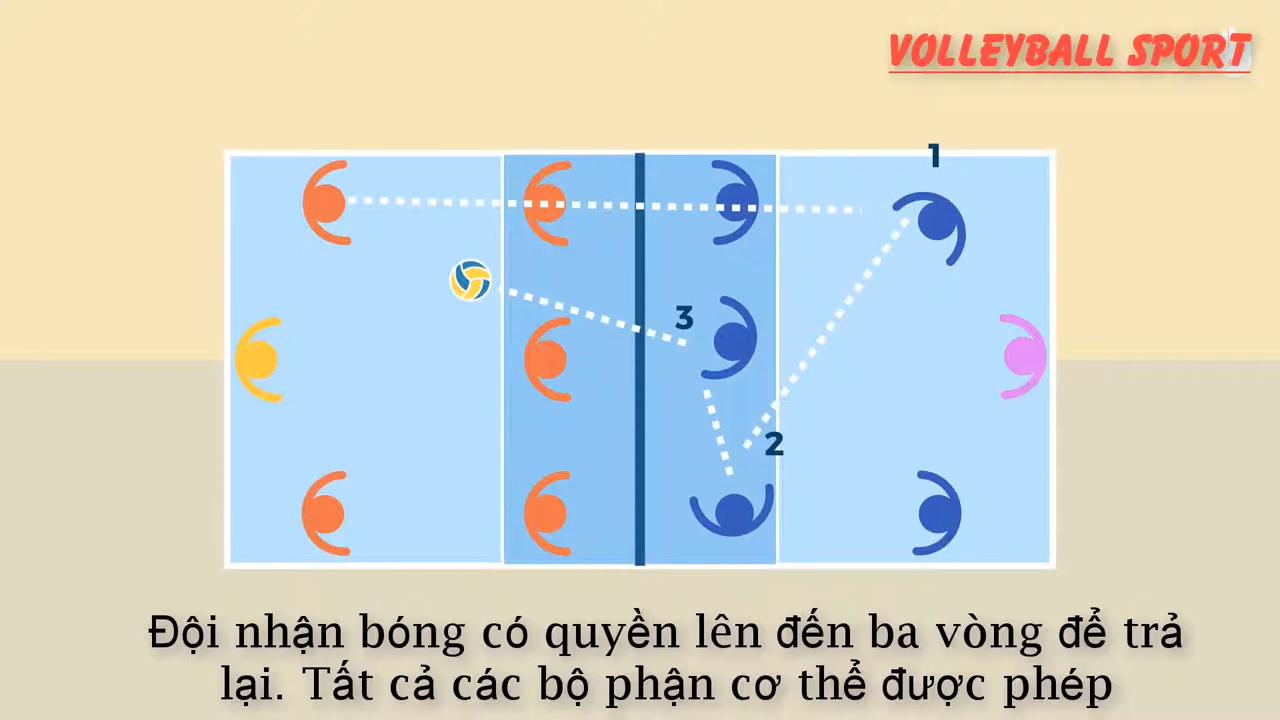 VOLLEYBALL SPORT
1
3
2
Đội nhận bóng có quyền lên đến ba vòng để trả
lại. Tất cả các bộ phận cơ thể được phép